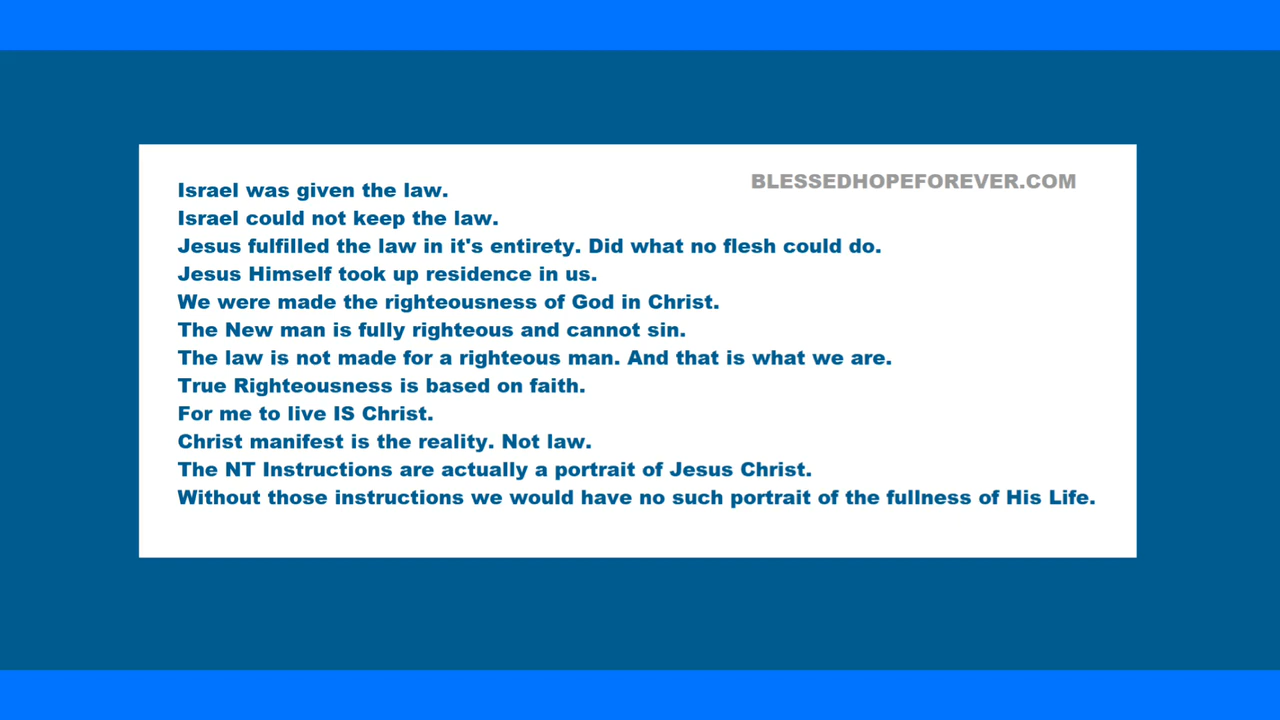 BLESSEDHOPEFOREVER.COM
Israel was given the law.
Israel could not keep the law.
Jesus fulfilled the law in it's entirety. Did what no flesh could do.
Jesus Himself took up residence in us.
We were made the righteousness of God in Christ.
The New man is fully righteous and cannot sin.
The law is not made for a righteous man. And that is what we are.
True Righteousness is based on faith.
For me to live IS Christ.
Christ manifest is the reality. Not law.
The NT Instructions are actually a portrait of Jesus Christ.
Without those instructions we would have no such portrait of the fullness of His Life.